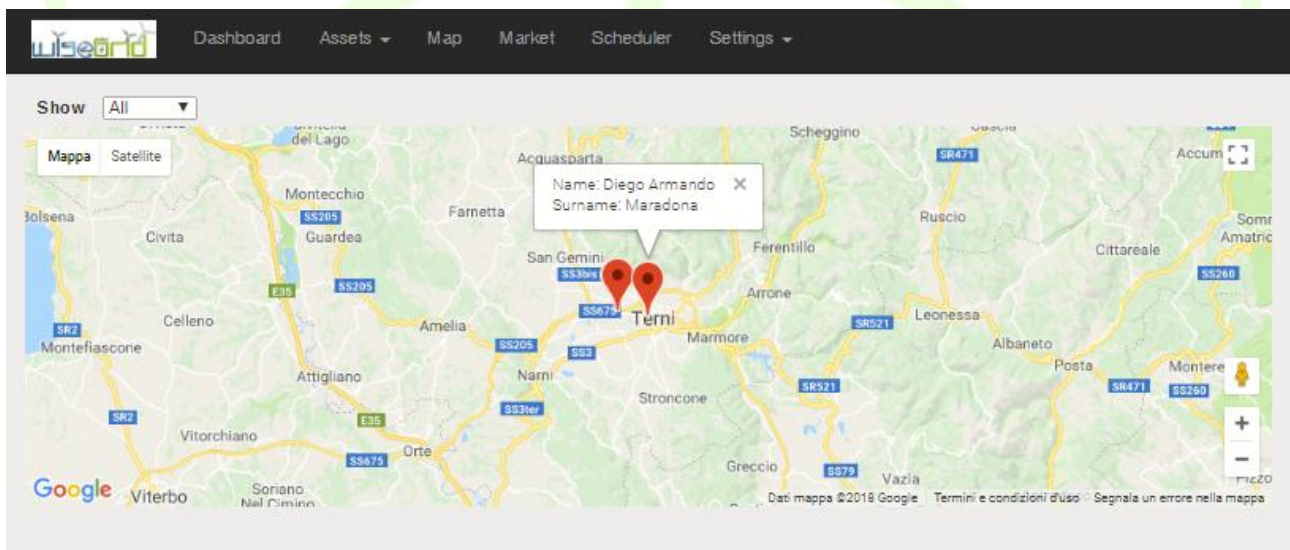 wiseGrid Dashboard Assets Map Market Scheduler Settings
Show All
Mappa Satellite
del Lago
Acquasparta
Scheggino
SR471
Name: Diego Armando
Surname: Maradona
Montecchio
SS205
Guardea
Farnetta
Bolsena
Civita
San Gemini
SS3bis
Ferentillo
Ruscio
Cittareale
SS260
E35
SS205
SS675
Terni
Arrone
Leonessa
SR521
SR2
Montefiascone
Celleno
Amelia
SS205
SS3
Marmore
Albaneto
Posta
Attigliano
Narni
Stroncone
SR521
SR471
SS260
SR2
E35
SS3ter
Vitorchiano
SS675
Orte
Greccio
SS79
Vazia
Google
Viterbo
Soriano
Nel Cimino
Dati mappa ©2018 Google Termini e condizioni d'uso Segnala un errore nella mappa